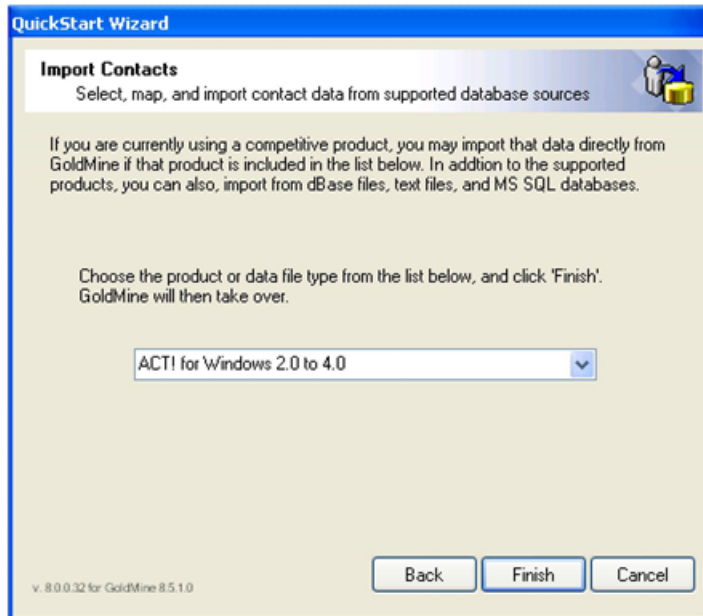 QuickStart Wizard
Import Contacts
Select, map, and import contact data from supported database sources
If you are currently using a competitive product, you may import that data directly from
GoldMine if that product is included in the list below. In addtion to the supported
products, you can also, import from dBase files, text files, and MS SQL databases.
Choose the product or data file type from the list below, and click 'Finish'.
GoldMine will then take over.
ACT! for Windows 2.0 to 4.0
Back Finish Cancel
v. 8.0.0.32 for GoldMine 8.5.1.0